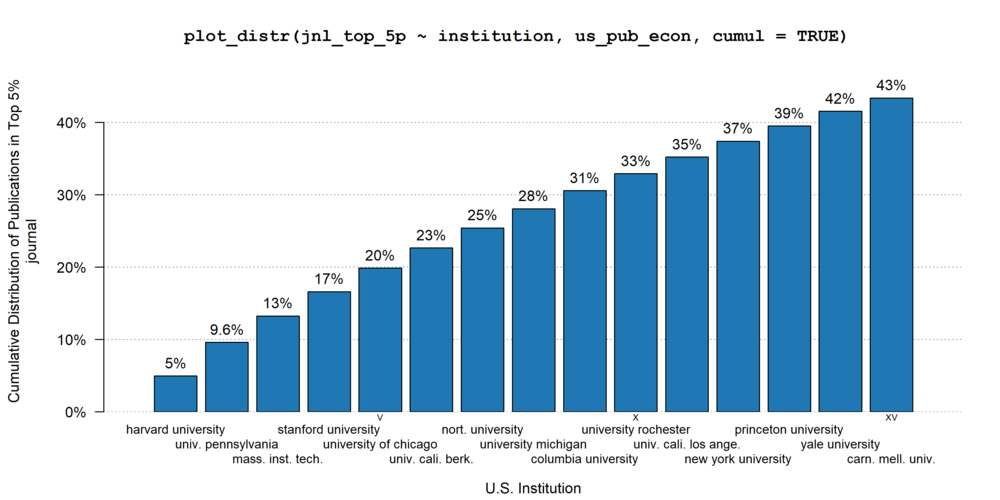 plot_distr(jnl_top_5p ~ institution, us_pub_econ, cumul = TRUE)
Cumulative Distribution of Publications in Top 5%
journal
40%
30%
20%
10%
0%
5%
9.6%
13%
17%
20%
23%
25%
28%
31%
33%
35%
37%
39%
42%
43%
V
X
XV
harvard university
stanford university
nort. university
university rochester
princeton university
univ. pennsylvania
university of chicago
university michigan
univ. cali. los ange.
yale university
mass. inst. tech.
univ. cali. berk.
columbia university
new york university
carn. mell. univ.
U.S. Institution